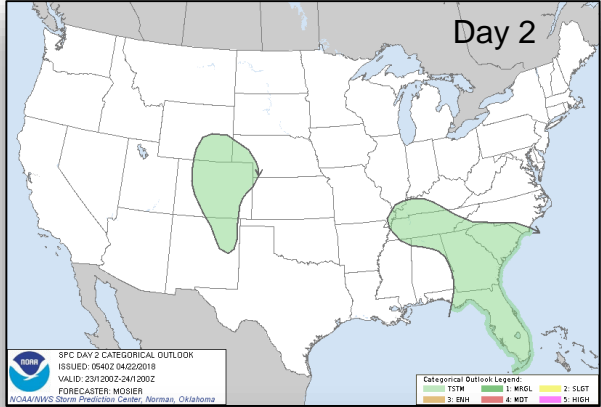 Day 2
NOAA
SPC DAY 2 CATEGORICAL OUTLOOK
ISSUED: 0540Z 04/22/2018
VALID: 23/1200Z-24/1200Z
FORECASTER: MOSIER
NOAA/NWS Storm Prediction Center, Norman, Oklahoma
Categorical Outlook Legend:
TSTM 1: MRGL 2: SLGT
3: ENH 4: MDT 5: HIGH